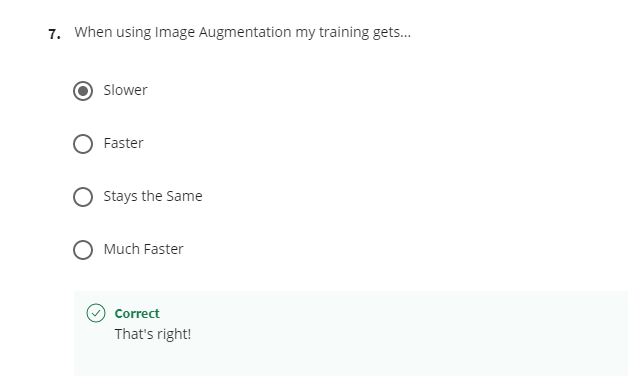 7. When using Image Augmentation my training gets...
Slower
Faster
Stays the Same
Much Faster
Correct
That's right!